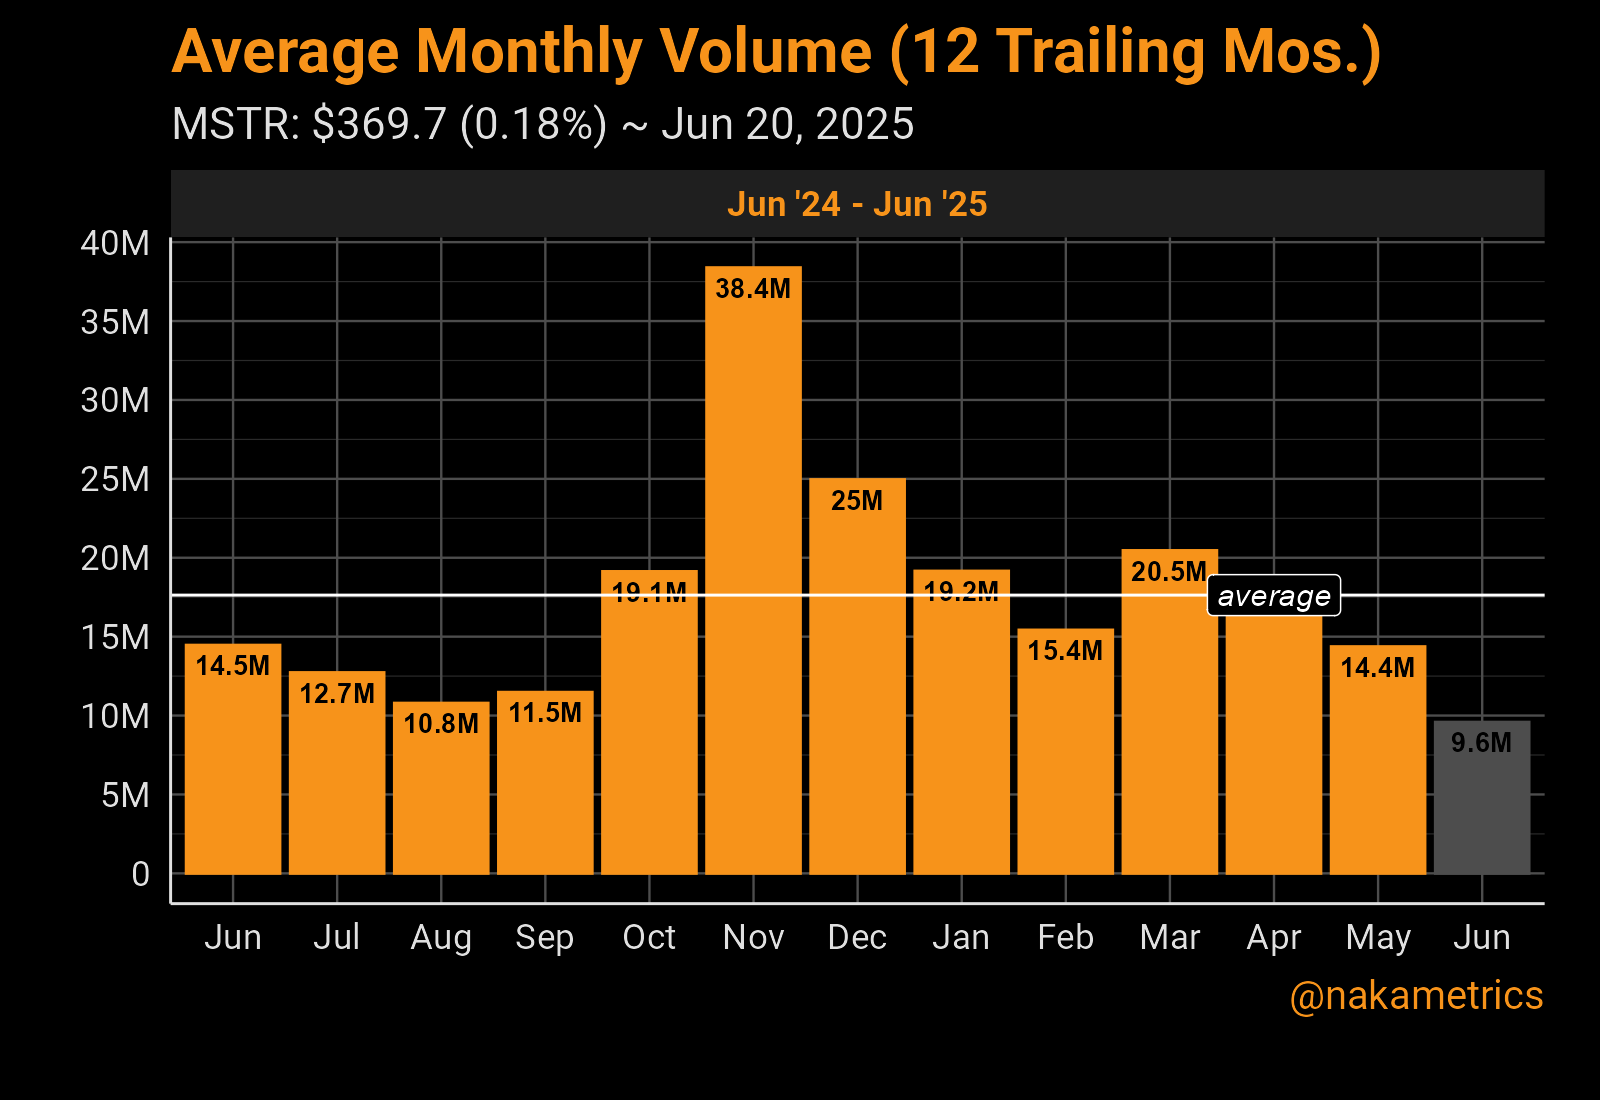 Average Monthly Volume (12 Trailing Mos.)
MSTR: $369.7 (0.18%) ~ Jun 20, 2025
Jun '24 - Jun '25
40M
35M
30M
25M
20M
15M
10M
5M
0
14.5M
12.7M
10.8M
11.5M
19.1M
38.4M
25M
19.2M
15.4M
20.5M
average
14.4M
9.6M
Jun Jul Aug Sep Oct Nov Dec Jan Feb Mar Apr May Jun
@nakametrics